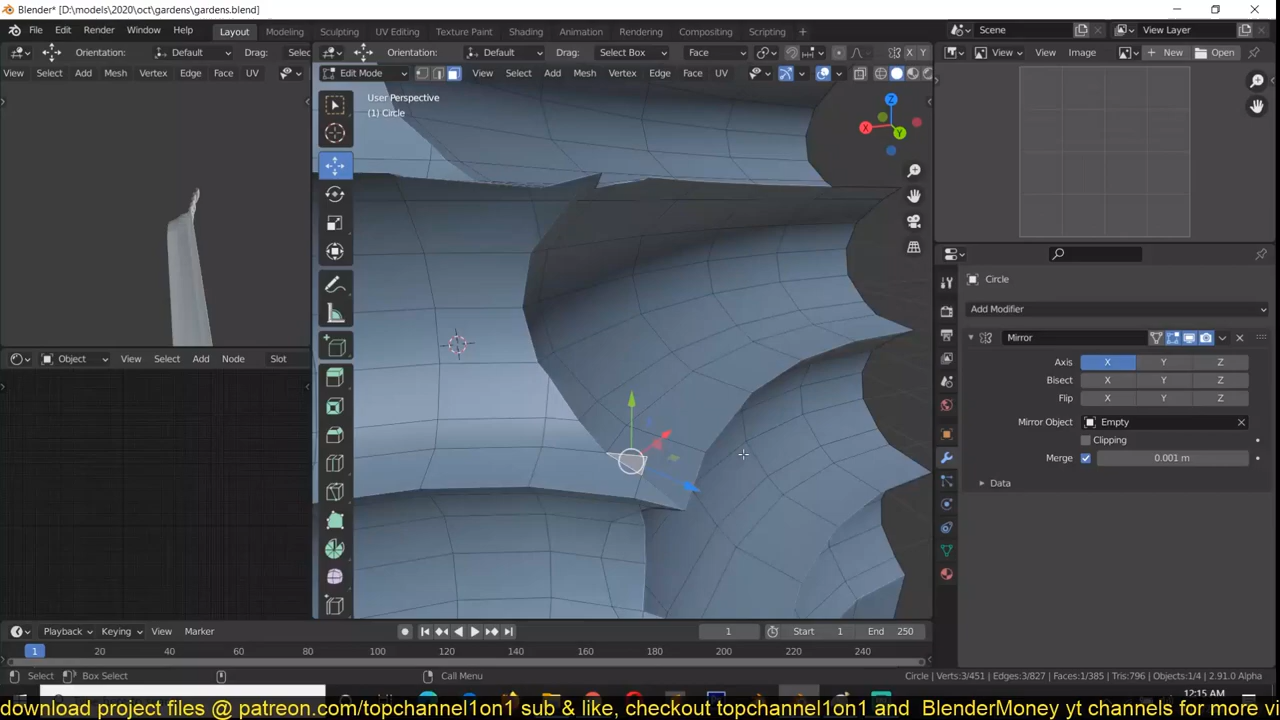 Blender* [D:\models\2020\oct\gardens\gardens.blend]
File Edit Render Window Help Layout Modeling Sculpting UV Editing Texture Paint Shading Animation Rendering Compositing Scripting + Scene View Layer
Orientation: Default Drag: Selec Orientation: Default Drag: Select Box Face X Y View Image New Open
View Select Add Mesh Vertex Edge Face UV Edit Mode View Select Add Mesh Vertex Edge Face UV
User Perspective
(1) Circle
Z
X
Y
Circle
Add Modifier
Mirror
Axis X Y Z
Bisect X Y Z
Flip X Y Z
Mirror Object Empty
Clipping
Merge 0.001 m
Data
Object View Select Add Node Slot
Playback Keying View Marker 1 Start 1 End 250
1 20 40 60 80 100 120 140 160 180 200 220 240
Select Box Select Call Menu Circle | Verts:3/451 | Edges:3/827 | Faces:1/385 | Tris:796 | Objects:1/4 | 2.91.0 Alpha
12:15 AM
download project files @ patreon.com/topchannel1on1 sub & like, checkout topchannel1on1 and BlenderMoney yt channels for more vi